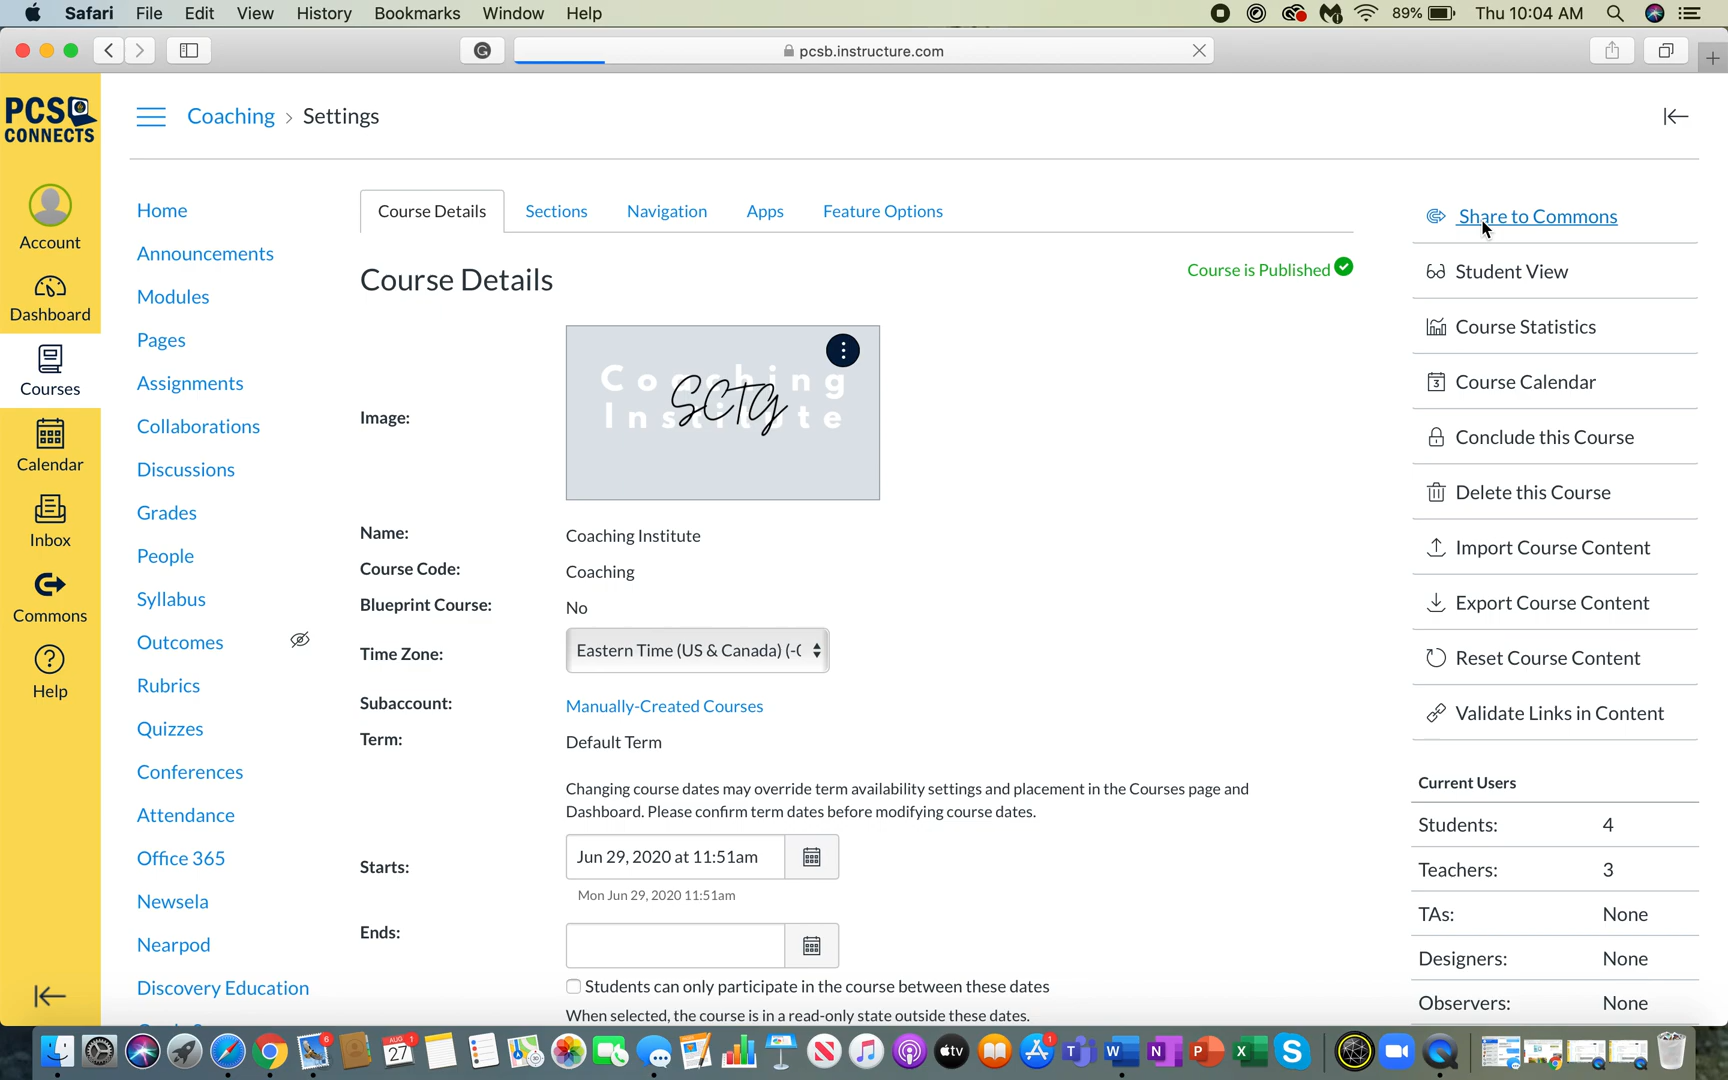 Safari File Edit View History Bookmarks Window Help 89% Thu 10:04 AM
pcsb.instructure.com
PCS
CONNECTS
Account
Dashboard
Courses
Calendar
Inbox
Commons
Help
Coaching › Settings
Home
Announcements
Modules
Pages
Assignments
Collaborations
Discussions
Grades
People
Syllabus
Outcomes
Rubrics
Quizzes
Conferences
Attendance
Office 365
Newsela
Nearpod
Discovery Education
Course Details Sections Navigation Apps Feature Options
Course Details
Course is Published
Image:
Coaching
Institute
SCTG
Name: Coaching Institute
Course Code: Coaching
Blueprint Course: No
Time Zone: Eastern Time (US & Canada) (-0
Subaccount: Manually-Created Courses
Term: Default Term
Changing course dates may override term availability settings and placement in the Courses page and
Dashboard. Please confirm term dates before modifying course dates.
Starts: Jun 29, 2020 at 11:51am
Mon Jun 29, 2020 11:51am
Ends:
Students can only participate in the course between these dates
When selected, the course is in a read-only state outside these dates.
Share to Commons
Student View
Course Statistics
Course Calendar
Conclude this Course
Delete this Course
Import Course Content
Export Course Content
Reset Course Content
Validate Links in Content
Current Users
Students: 4
Teachers: 3
TAs: None
Designers: None
Observers: None